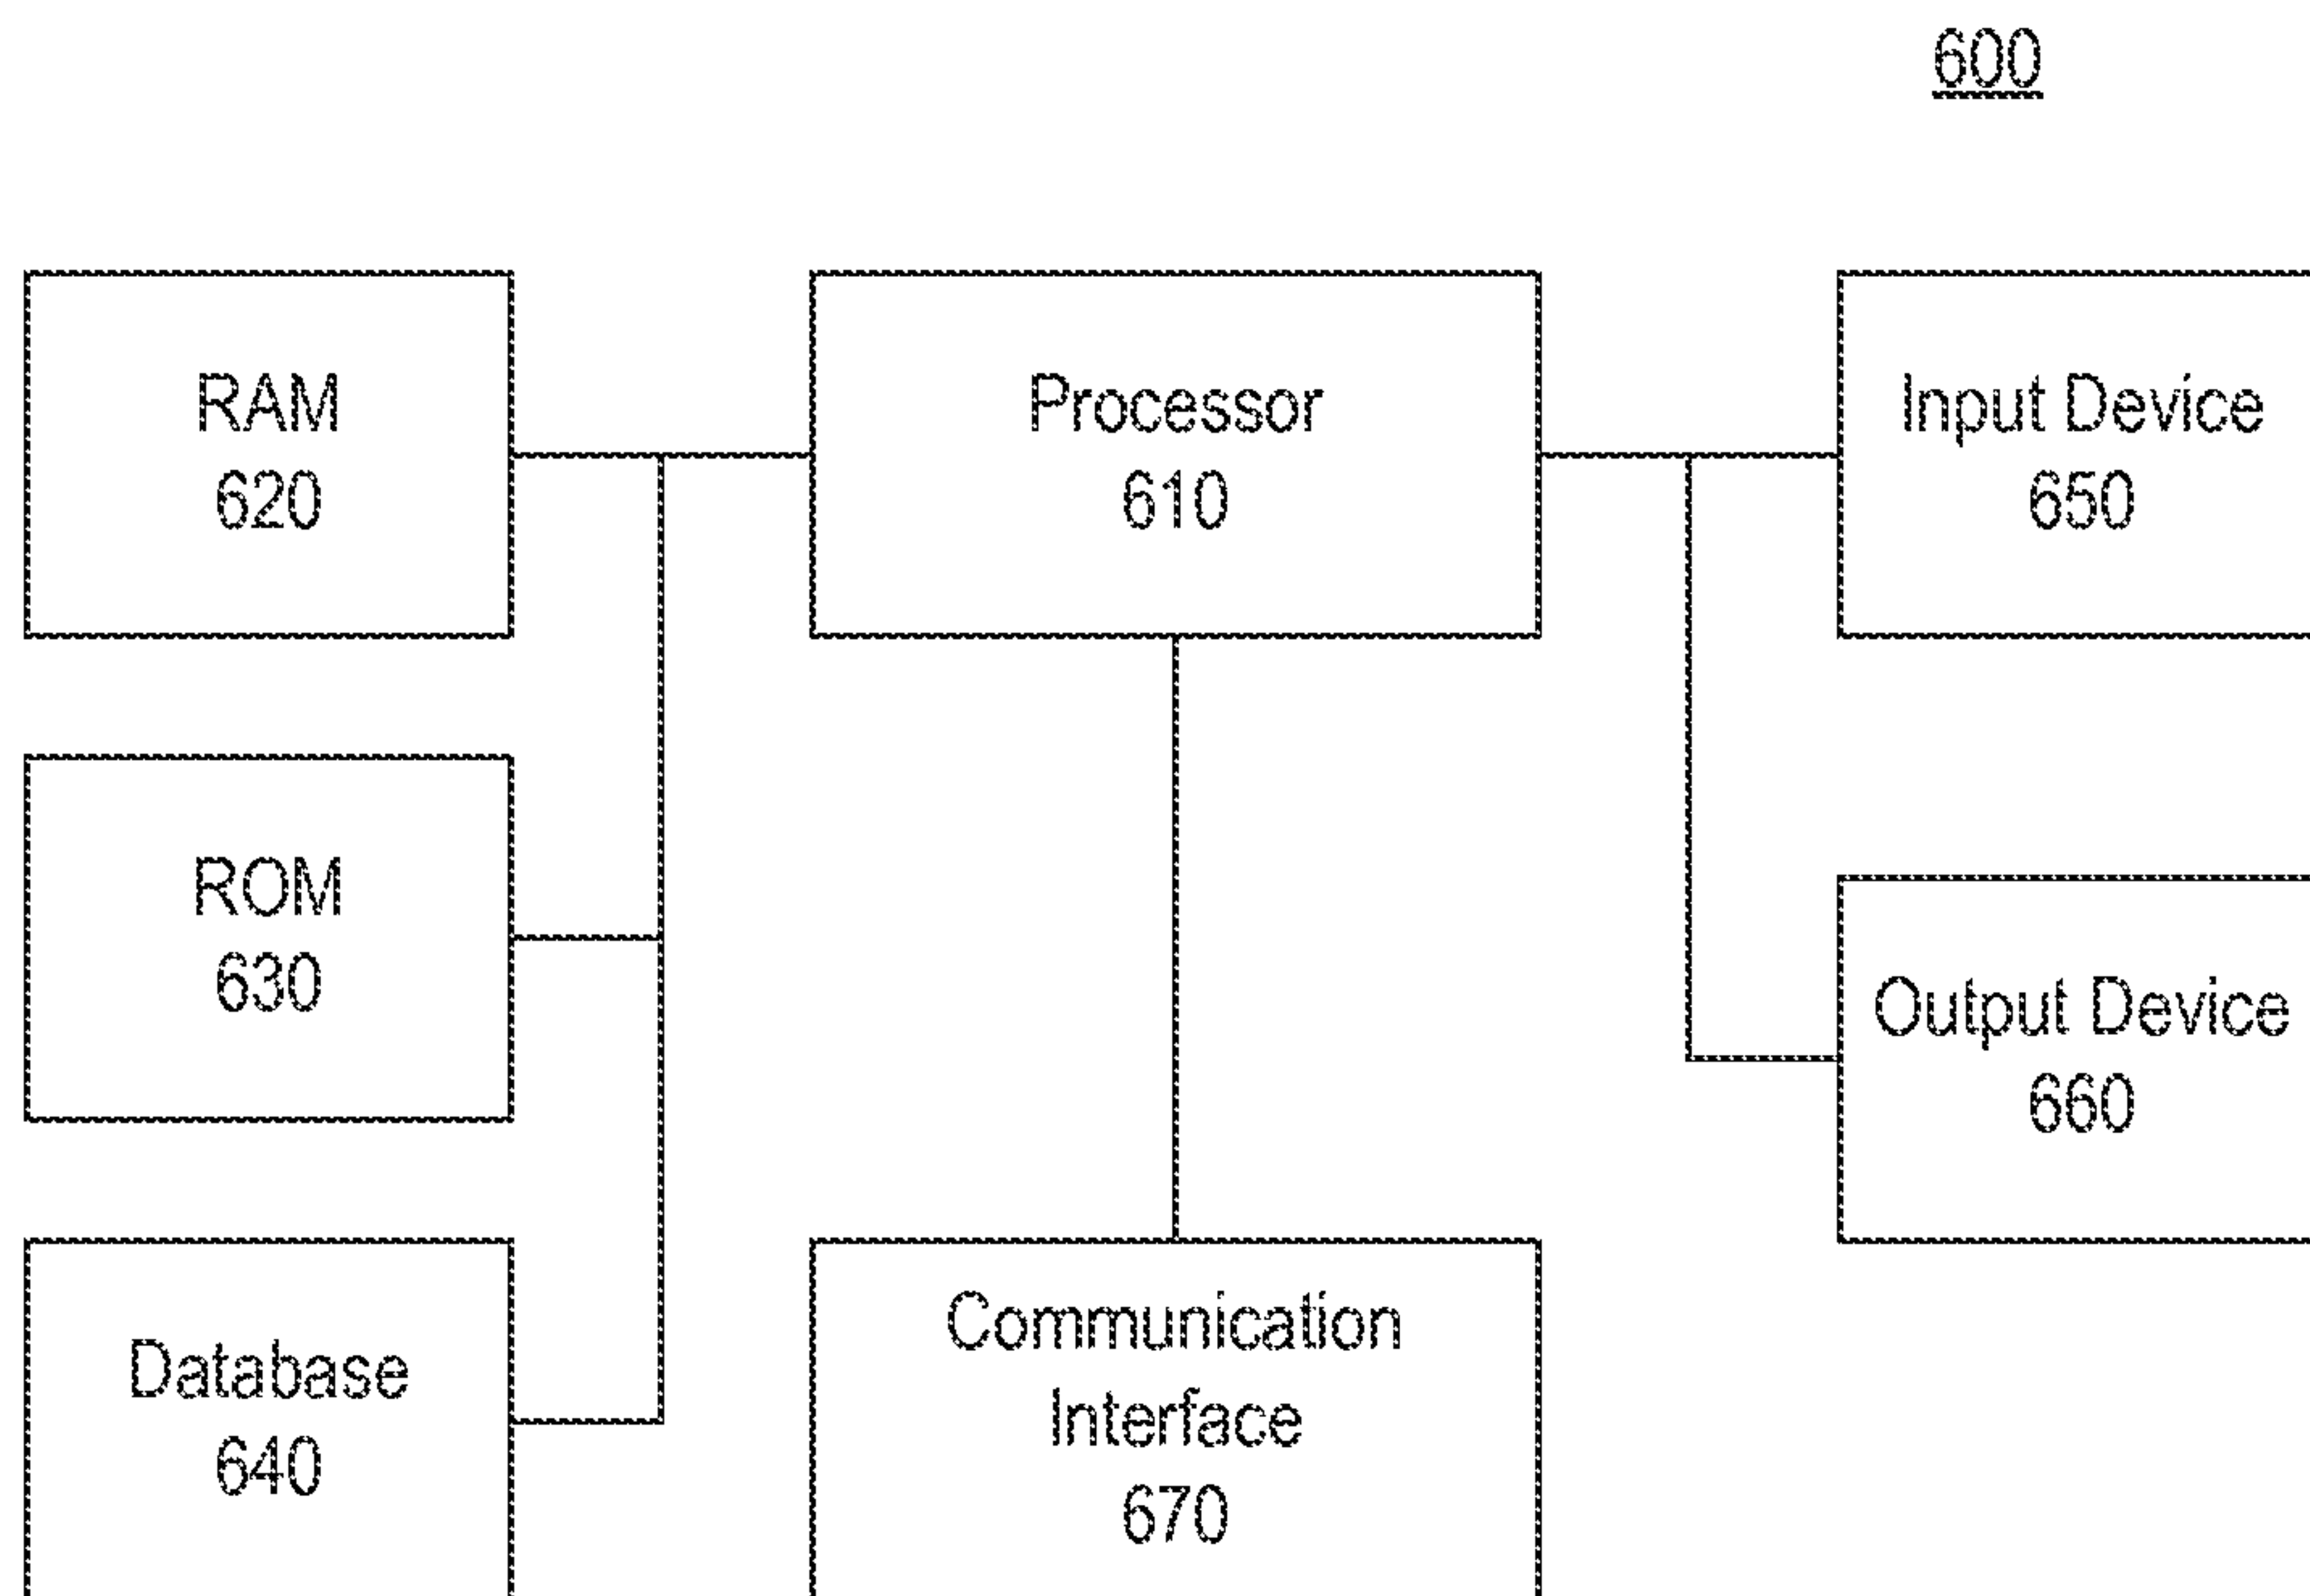 600
RAM
620
Processor
610
Input Device
650
ROM
630
Output Device
660
Database
640
Communication
Interface
670